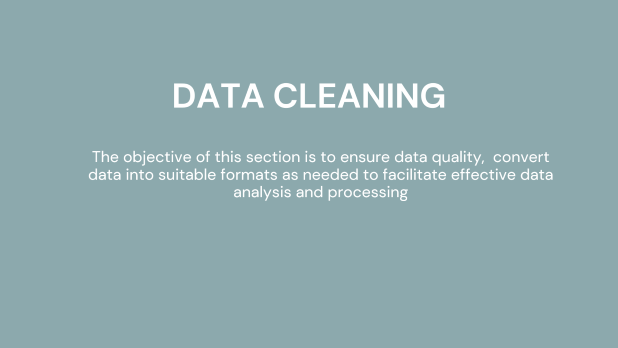 DATA CLEANING
The objective of this section is to ensure data quality,  convert
data into suitable formats as needed to facilitate effective data
analysis and processing